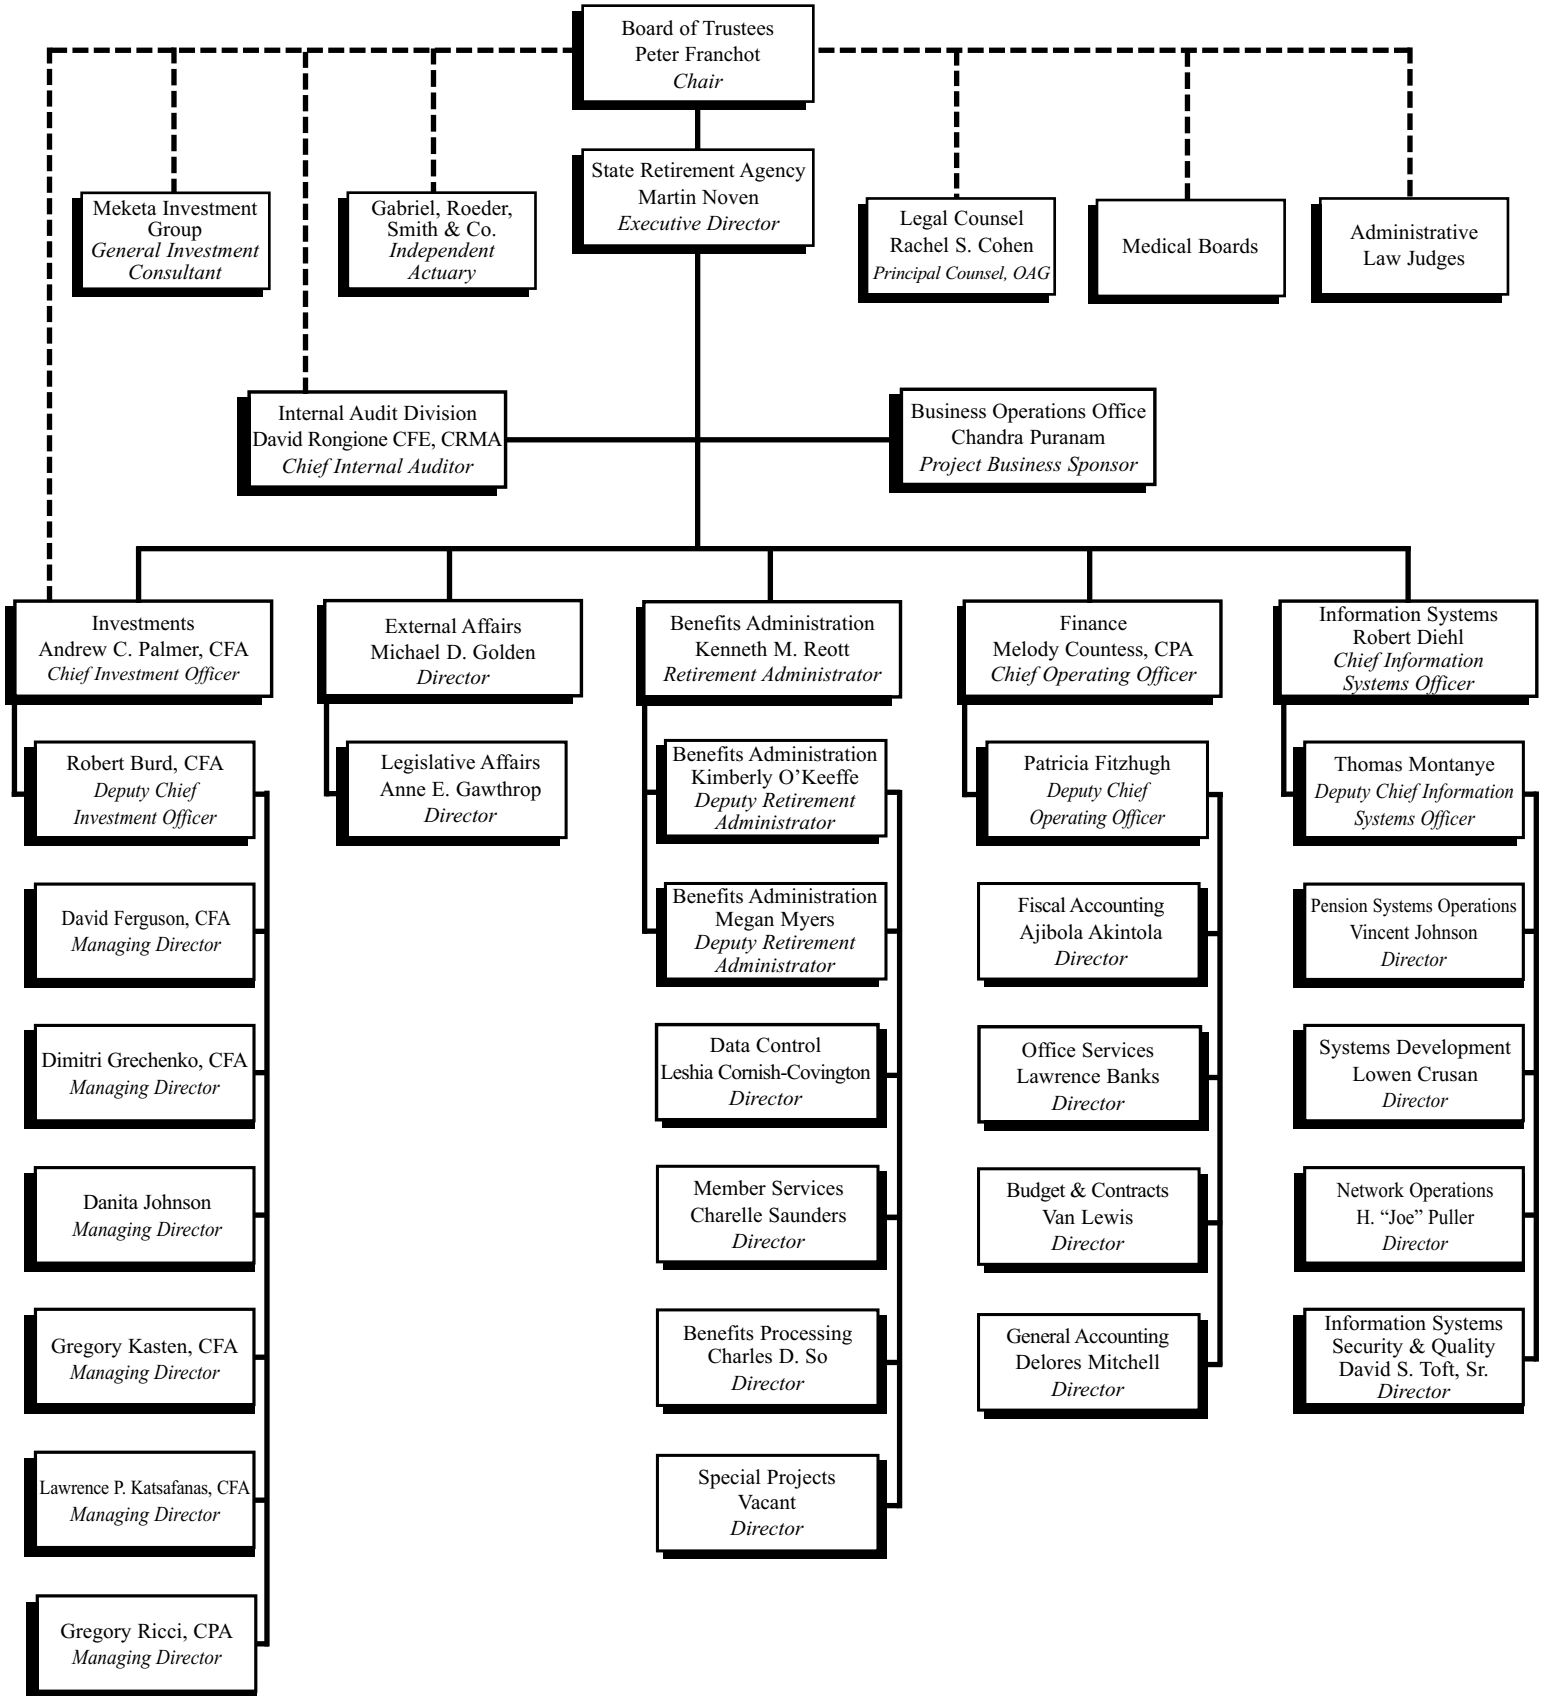 Board of Trustees
Peter Franchot
Chair
State Retirement Agency
Martin Noven
Executive Director
Meketa Investment
Group
General Investment
Consultant
Gabriel, Roeder,
Smith & Co.
Independent
Actuary
Legal Counsel
Rachel S. Cohen
Principal Counsel, OAG
Medical Boards
Administrative
Law Judges
Internal Audit Division
David Rongione CFE, CRMA
Chief Internal Auditor
Business Operations Office
Chandra Puranam
Project Business Sponsor
Investments
Andrew C. Palmer, CFA
Chief Investment Officer
External Affairs
Michael D. Golden
Director
Benefits Administration
Kenneth M. Reott
Retirement Administrator
Finance
Melody Countess, CPA
Chief Operating Officer
Information Systems
Robert Diehl
Chief Information
Systems Officer
Robert Burd, CFA
Deputy Chief
Investment Officer
Legislative Affairs
Anne E. Gawthrop
Director
Benefits Administration
Kimberly O’Keeffe
Deputy Retirement
Administrator
Patricia Fitzhugh
Deputy Chief
Operating Officer
Thomas Montanye
Deputy Chief Information
Systems Officer
David Ferguson, CFA
Managing Director
Benefits Administration
Megan Myers
Deputy Retirement
Administrator
Fiscal Accounting
Ajibola Akintola
Director
Pension Systems Operations
Vincent Johnson
Director
Dimitri Grechenko, CFA
Managing Director
Data Control
Leshia Cornish-Covington
Director
Office Services
Lawrence Banks
Director
Systems Development
Lowen Crusan
Director
Danita Johnson
Managing Director
Member Services
Charelle Saunders
Director
Budget & Contracts
Van Lewis
Director
Network Operations
H. “Joe” Puller
Director
Gregory Kasten, CFA
Managing Director
Benefits Processing
Charles D. So
Director
General Accounting
Delores Mitchell
Director
Information Systems
Security & Quality
David S. Toft, Sr.
Director
Lawrence P. Katsafanas, CFA
Managing Director
Special Projects
Vacant
Director
Gregory Ricci, CPA
Managing Director